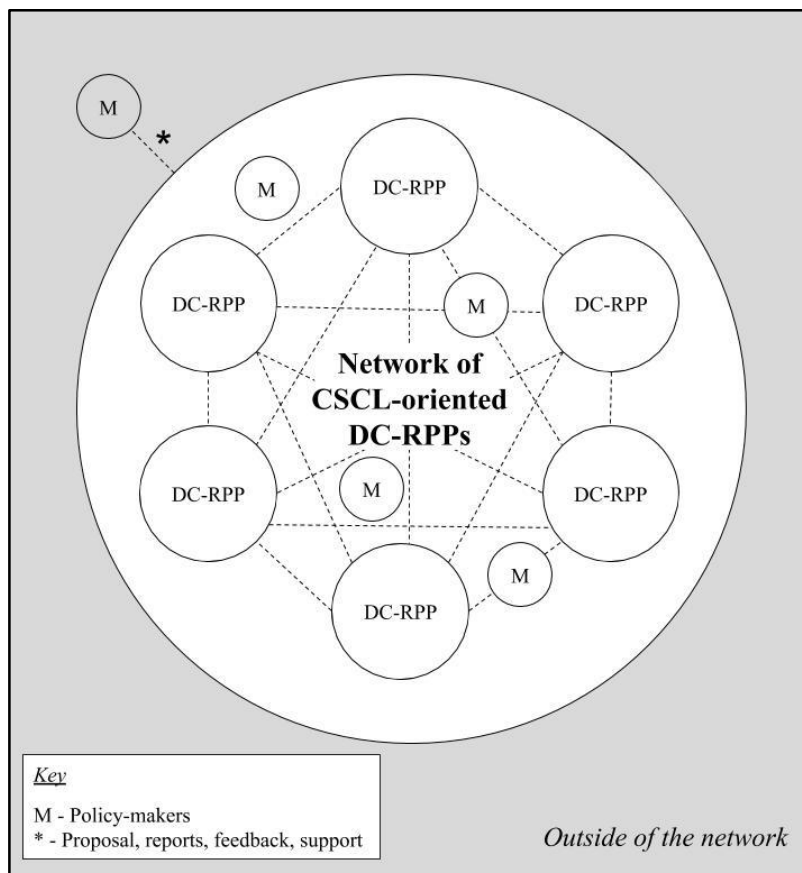 M
*
M
DC-RPP
DC-RPP
M
DC-RPP
Network of
CSCL-oriented
DC-RPPs
DC-RPP
M
DC-RPP
M
DC-RPP
Key
M - Policy-makers
* - Proposal, reports, feedback, support
Outside of the network